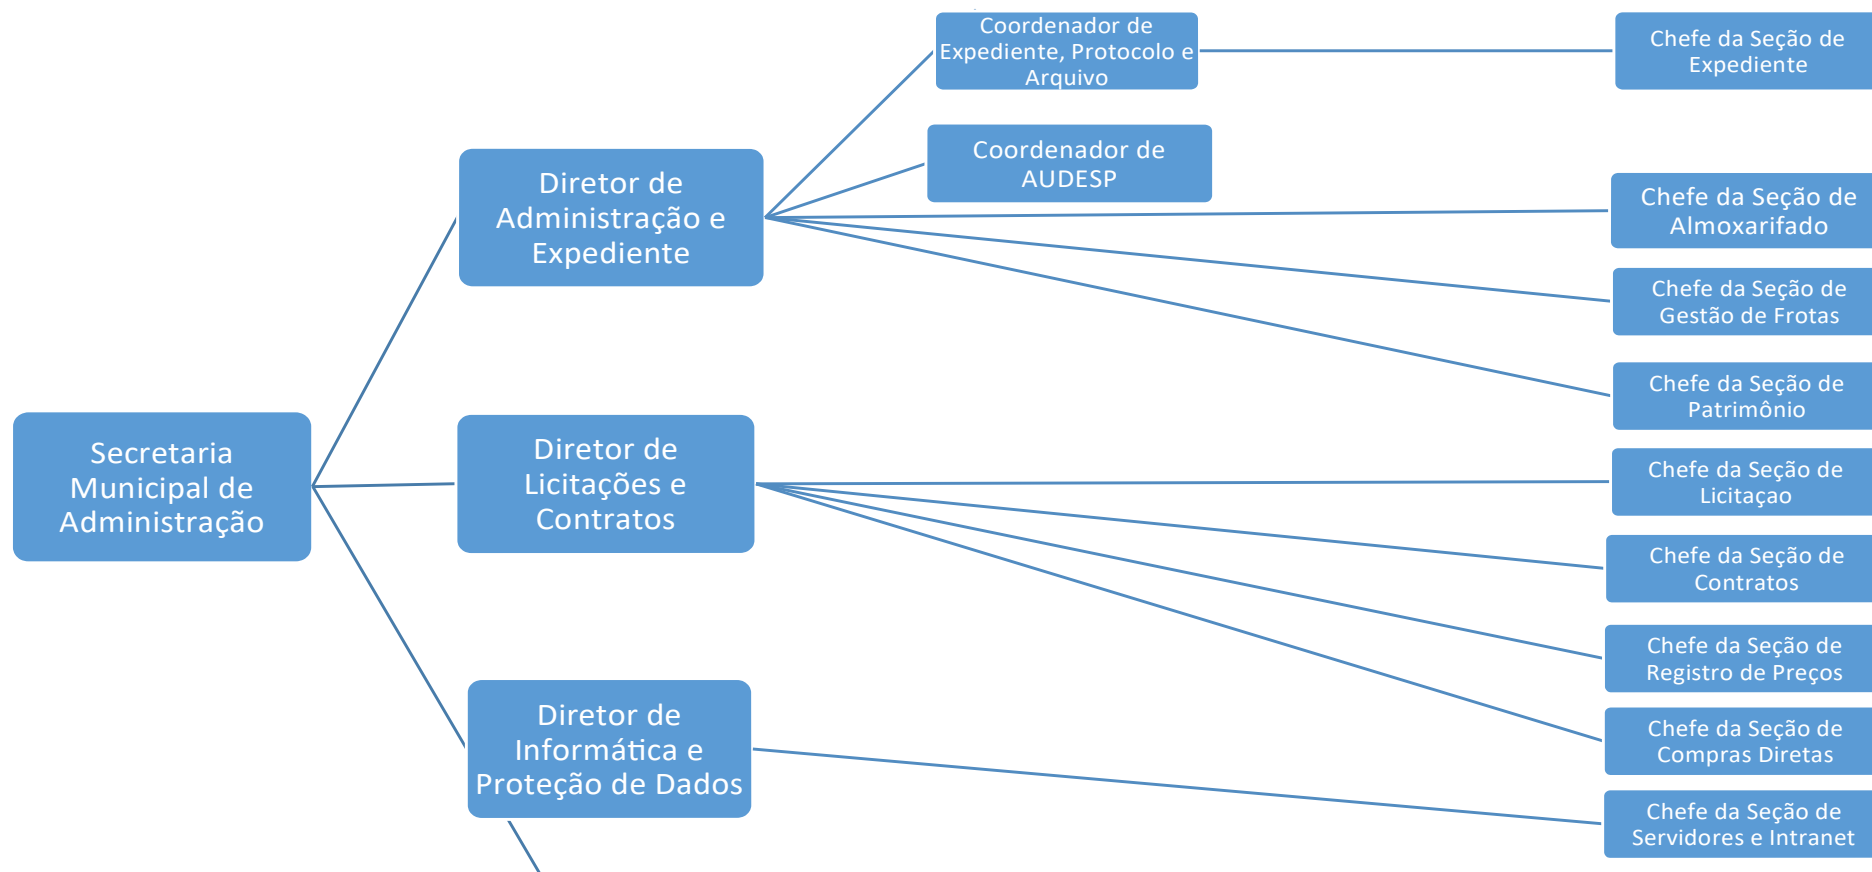 Coordenador de
Expediente, Protocolo e
Arquivo
Chefe da Seção de
Expediente
Coordenador de
AUDESP
Diretor de
Administração e
Expediente
Chefe da Seção de
Almoxarifado
Chefe da Seção de
Gestão de Frotas
Chefe da Seção de
Patrimônio
Secretaria
Municipal de
Administração
Diretor de
Licitações e
Contratos
Chefe da Seção de
Licitaçao
Chefe da Seção de
Contratos
Chefe da Seção de
Registro de Preços
Chefe da Seção de
Compras Diretas
Diretor de
Informática e
Proteção de Dados
Chefe da Seção de
Servidores e Intranet